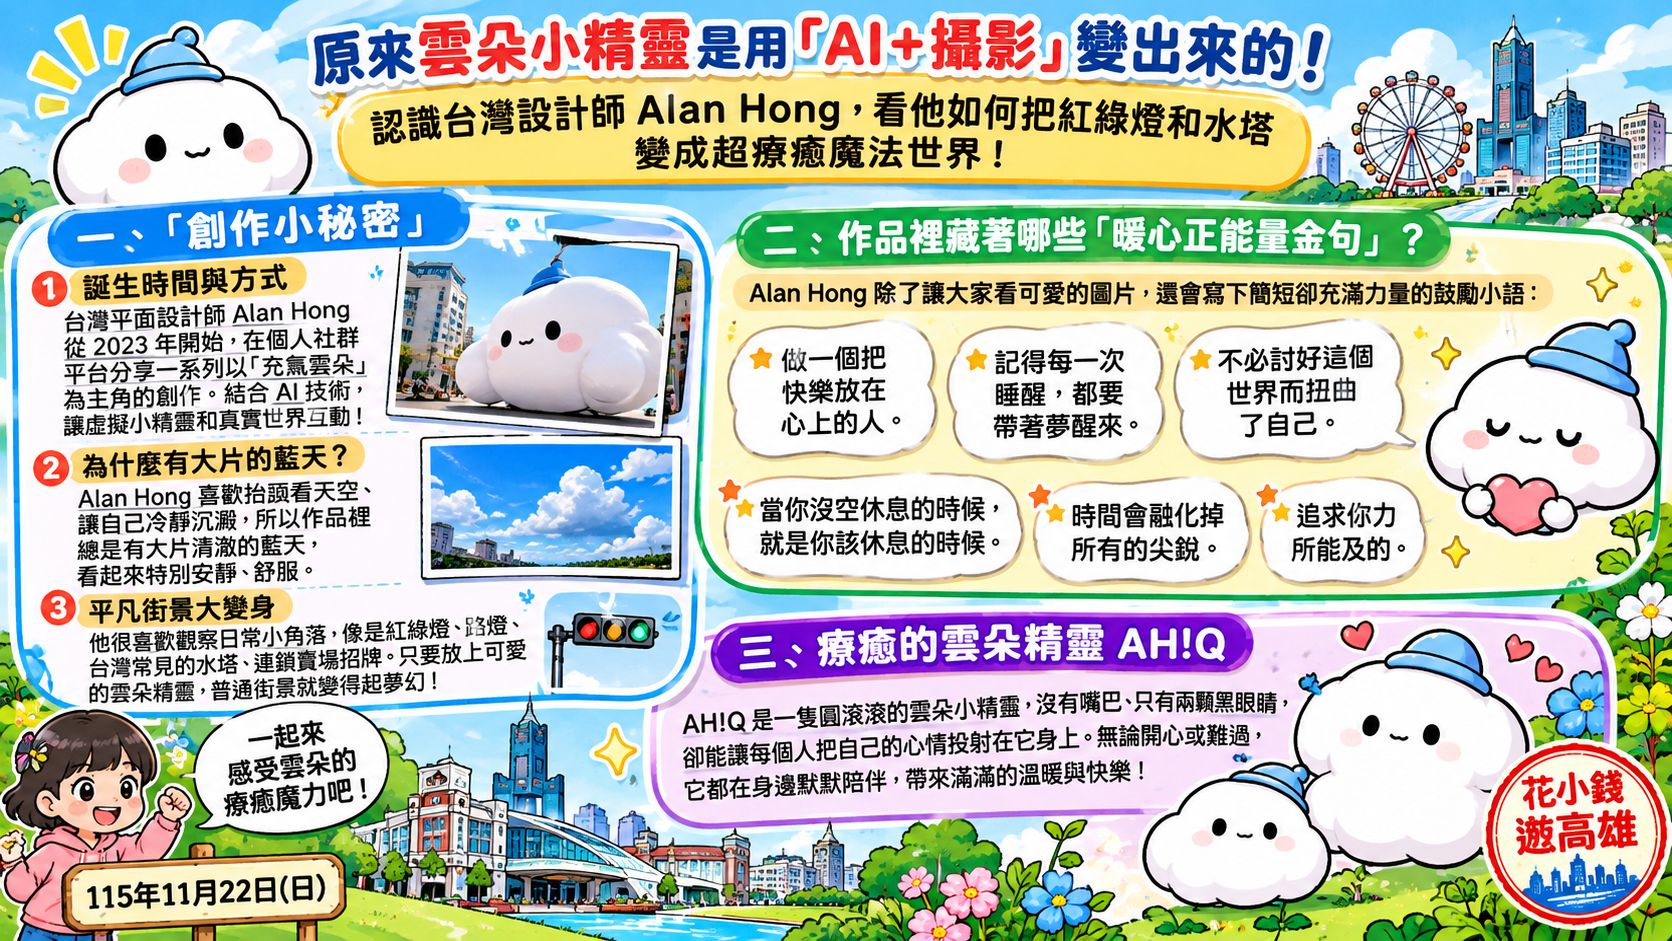 原來雲朵小精靈是用「AI+攝影」變出來的！
認識台灣設計師 Alan Hong，看他如何把紅綠燈和水塔
變成超療癒魔法世界！
一、「創作小秘密」
1 誕生時間與方式
台灣平面設計師 Alan Hong
從 2023 年開始，在個人社群
平台分享一系列以「充氣雲朵」
為主角的創作。結合 AI 技術，
讓虛擬小精靈和真實世界互動！
2 為什麼有大片的藍天？
Alan Hong 喜歡抬頭看天空、
讓自己冷靜沉澱，所以作品裡
總是有大片清澈的藍天，
看起來特別安靜、舒服。
3 平凡街景大變身
他很喜歡觀察日常小角落，像是紅綠燈、路燈、
台灣常見的水塔、連鎖賣場招牌。只要放上可愛
的雲朵精靈，普通街景就變得超夢幻！
二、作品裡藏著哪些「暖心正能量金句」？
Alan Hong 除了讓大家看可愛的圖片，還會寫下簡短卻充滿力量的鼓勵小語：
做一個把
快樂放在
心上的人。
記得每一次
睡醒，都要
帶著夢醒來。
不必討好這個
世界而扭曲
了自己。
當你沒空休息的時候，
就是你該休息的時候。
時間會融化掉
所有的尖銳。
追求你力
所能及的。
三、療癒的雲朵精靈 AH!Q
AH!Q 是一隻圓滾滾的雲朵小精靈，沒有嘴巴、只有兩顆黑眼睛，
卻能讓每個人把自己的心情投射在它身上。無論開心或難過，
它都在身邊默默陪伴，帶來滿滿的溫暖與快樂！
一起來
感受雲朵的
療癒魔力吧！
115年11月22日(日)
花小錢
遊高雄